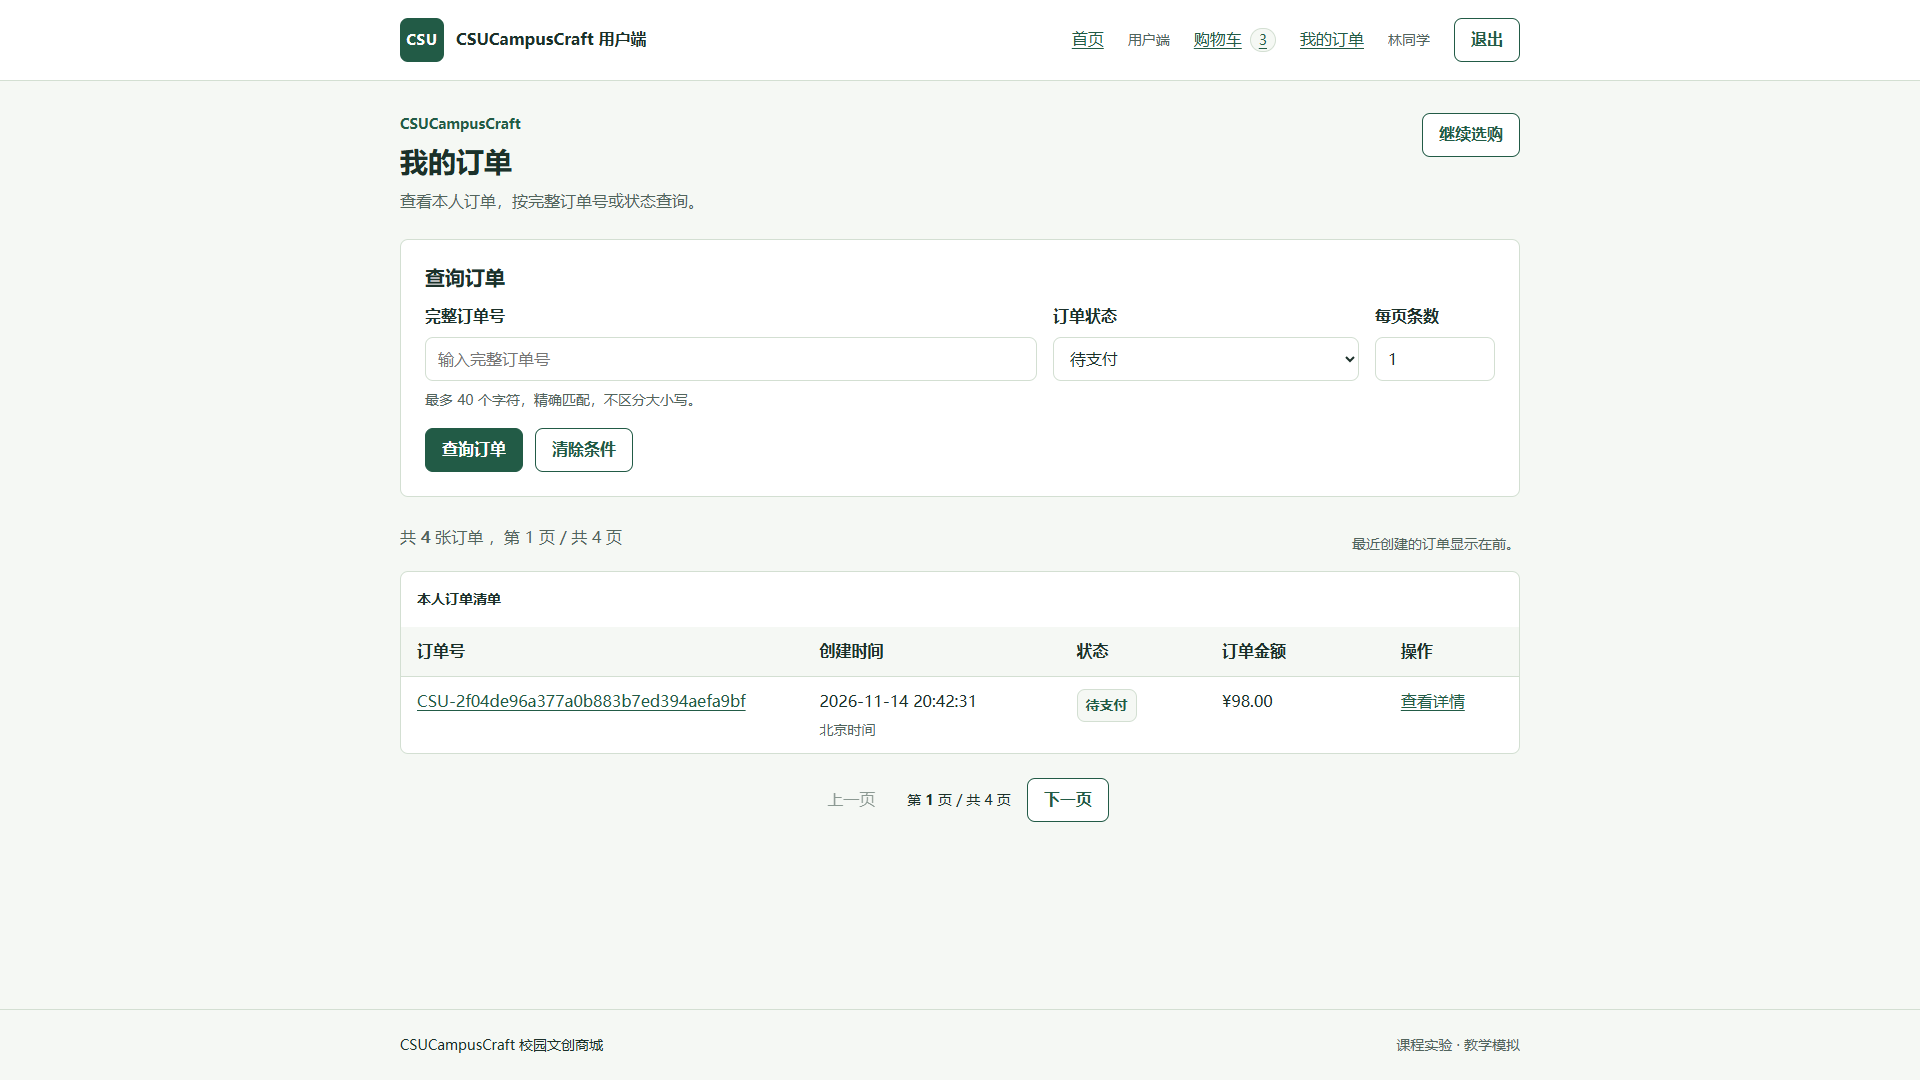 CSU CSUCampusCraft 用户端 首页 用户端 购物车 3 我的订单 林同学 退出
CSUCampusCraft
继续选购
我的订单
查看本人订单，按完整订单号或状态查询。
查询订单
完整订单号 订单状态 每页条数
输入完整订单号 待支付 1
最多 40 个字符，精确匹配，不区分大小写。
查询订单 清除条件
共 4 张订单 ，第 1 页 / 共 4 页
最近创建的订单显示在前。
本人订单清单
订单号 创建时间 状态 订单金额 操作
CSU-2f04de96a377a0b883b7ed394aefa9bf 2026-11-14 20:42:31 待支付 ¥98.00 查看详情
北京时间
上一页 第 1 页 / 共 4 页 下一页
CSUCampusCraft 校园文创商城 课程实验 · 教学模拟